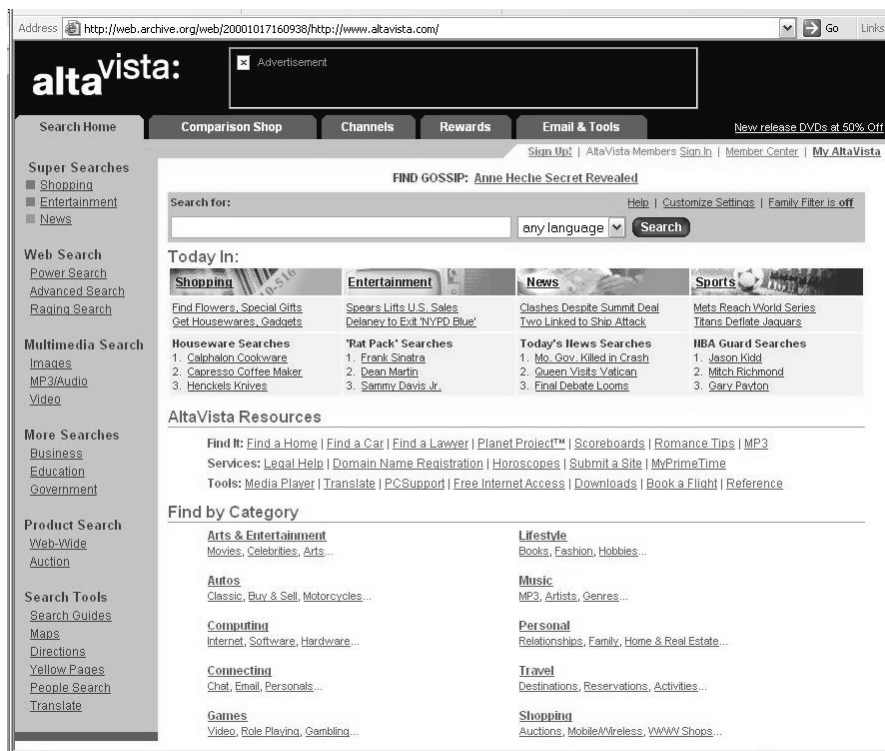 Address http://web.archive.org/web/20001017160938/http://www.altavista.com/ Go Links
altavista:
Advertisement
Search Home Comparison Shop Channels Rewards Email & Tools New release DVDs at 50% Off
Sign Up! | AltaVista Members Sign In | Member Center | My AltaVista
FIND GOSSIP: Anne Heche Secret Revealed
Super Searches
Shopping
Entertainment
News
Web Search
Power Search
Advanced Search
Raging Search
Multimedia Search
Images
MP3/Audio
Video
More Searches
Business
Education
Government
Product Search
Web-Wide
Auction
Search Tools
Search Guides
Maps
Directions
Yellow Pages
People Search
Translate
Search for: Help | Customize Settings | Family Filter is off
any language Search
Today In:
Shopping
Find Flowers, Special Gifts
Get Housewares, Gadgets
Houseware Searches
1. Calphalon Cookware
2. Capresso Coffee Maker
3. Henckels Knives
Entertainment
Spears Lifts U.S. Sales
Delaney to Exit 'NYPD Blue'
'Rat Pack' Searches
1. Frank Sinatra
2. Dean Martin
3. Sammy Davis Jr.
News
Clashes Despite Summit Deal
Two Linked to Ship Attack
Today's News Searches
1. Mo. Gov. Killed in Crash
2. Queen Visits Vatican
3. Final Debate Looms
Sports
Mets Reach World Series
Titans Deflate Jaguars
NBA Guard Searches
1. Jason Kidd
2. Mitch Richmond
3. Gary Payton
AltaVista Resources
Find It: Find a Home | Find a Car | Find a Lawyer | Planet Project™ | Scoreboards | Romance Tips | MP3
Services: Legal Help | Domain Name Registration | Horoscopes | Submit a Site | MyPrimeTime
Tools: Media Player | Translate | PCSupport | Free Internet Access | Downloads | Book a Flight | Reference
Find by Category
Arts & Entertainment
Movies, Celebrities, Arts...
Autos
Classic, Buy & Sell, Motorcycles...
Computing
Internet, Software, Hardware...
Connecting
Chat, Email, Personals...
Games
Video, Role Playing, Gambling...
Lifestyle
Books, Fashion, Hobbies...
Music
MP3, Artists, Genres...
Personal
Relationships, Family, Home & Real Estate...
Travel
Destinations, Reservations, Activities...
Shopping
Auctions, Mobile/Wireless, WWW Shops...